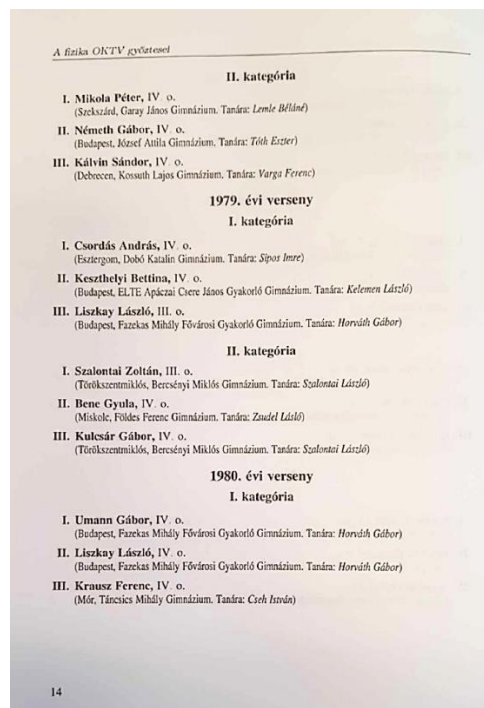 A fizika OKTV győztesei
II. kategória
I. Mikola Péter, IV. o.
(Szekszárd, Garay János Gimnázium. Tanára: Lemle Béláné)
II. Németh Gábor, IV. o.
(Budapest, József Attila Gimnázium. Tanára: Tóth Eszter)
III. Kálvin Sándor, IV. o.
(Debrecen, Kossuth Lajos Gimnázium. Tanára: Varga Ferenc)
1979. évi verseny
I. kategória
I. Csordás András, IV. o.
(Esztergom, Dobó Katalin Gimnázium. Tanára: Sipos Imre)
II. Keszthelyi Bettina, IV. o.
(Budapest, ELTE Apáczai Csere János Gyakorló Gimnázium. Tanára: Kelemen László)
III. Liszkay László, III. o.
(Budapest, Fazekas Mihály Fővárosi Gyakorló Gimnázium. Tanára: Horváth Gábor)
II. kategória
I. Szalontai Zoltán, III. o.
(Törökszentmiklós, Bercsényi Miklós Gimnázium. Tanára: Szalontai László)
II. Bene Gyula, IV. o.
(Miskolc, Földes Ferenc Gimnázium. Tanára: Zsudel Lásló)
III. Kulcsár Gábor, IV. o.
(Törökszentmiklós, Bercsényi Miklós Gimnázium. Tanára: Szalontai László)
1980. évi verseny
I. kategória
I. Umann Gábor, IV. o.
(Budapest, Fazekas Mihály Fővárosi Gyakorló Gimnázium. Tanára: Horváth Gábor)
II. Liszkay László, IV. o.
(Budapest, Fazekas Mihály Fővárosi Gyakorló Gimnázium. Tanára: Horváth Gábor)
III. Krausz Ferenc, IV. o.
(Mór, Táncsics Mihály Gimnázium. Tanára: Cseh István)
14